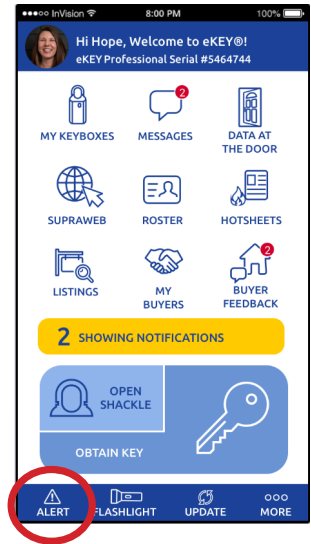 InVision 8:00 PM 100%
Hi Hope, Welcome to eKEY®!
eKEY Professional Serial #5464744
2
MY KEYBOXES MESSAGES DATA AT
THE DOOR
SUPRAWEB ROSTER HOTSHEETS
2
LISTINGS MY
BUYERS BUYER
FEEDBACK
2 SHOWING NOTIFICATIONS
OPEN
SHACKLE
OBTAIN KEY
ALERT FLASHLIGHT UPDATE MORE